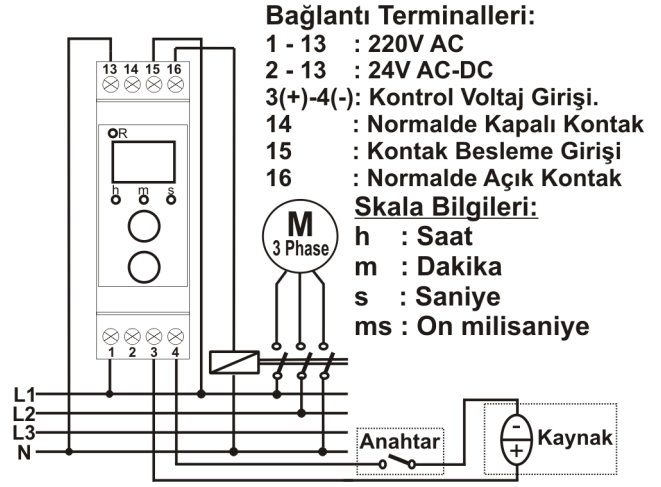 Bağlantı Terminalleri:
1 - 13 : 220V AC
2 - 13 : 24V AC-DC
3(+)-4(-): Kontrol Voltaj Girişi.
14 : Normalde Kapalı Kontak
15 : Kontak Besleme Girişi
16 : Normalde Açık Kontak
Skala Bilgileri:
h : Saat
m : Dakika
s : Saniye
ms : On milisaniye
13 14 15 16
R
h m s
1 2 3 4
M
3 Phase
L1
L2
L3
N
Anahtar
-
+
Kaynak